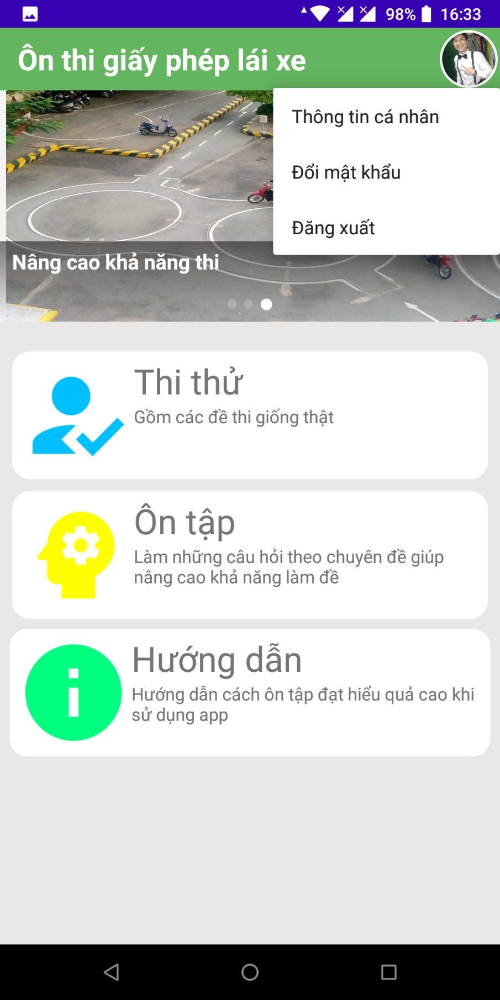 98% 16:33
Ôn thi giấy phép lái xe
Thông tin cá nhân
Đổi mật khẩu
Đăng xuất
Nâng cao khả năng thi
Thi thử
Gồm các đề thi giống thật
Ôn tập
Làm những câu hỏi theo chuyên đề giúp
nâng cao khả năng làm đề
Hướng dẫn
Hướng dẫn cách ôn tập đạt hiểu quả cao khi
sử dụng app